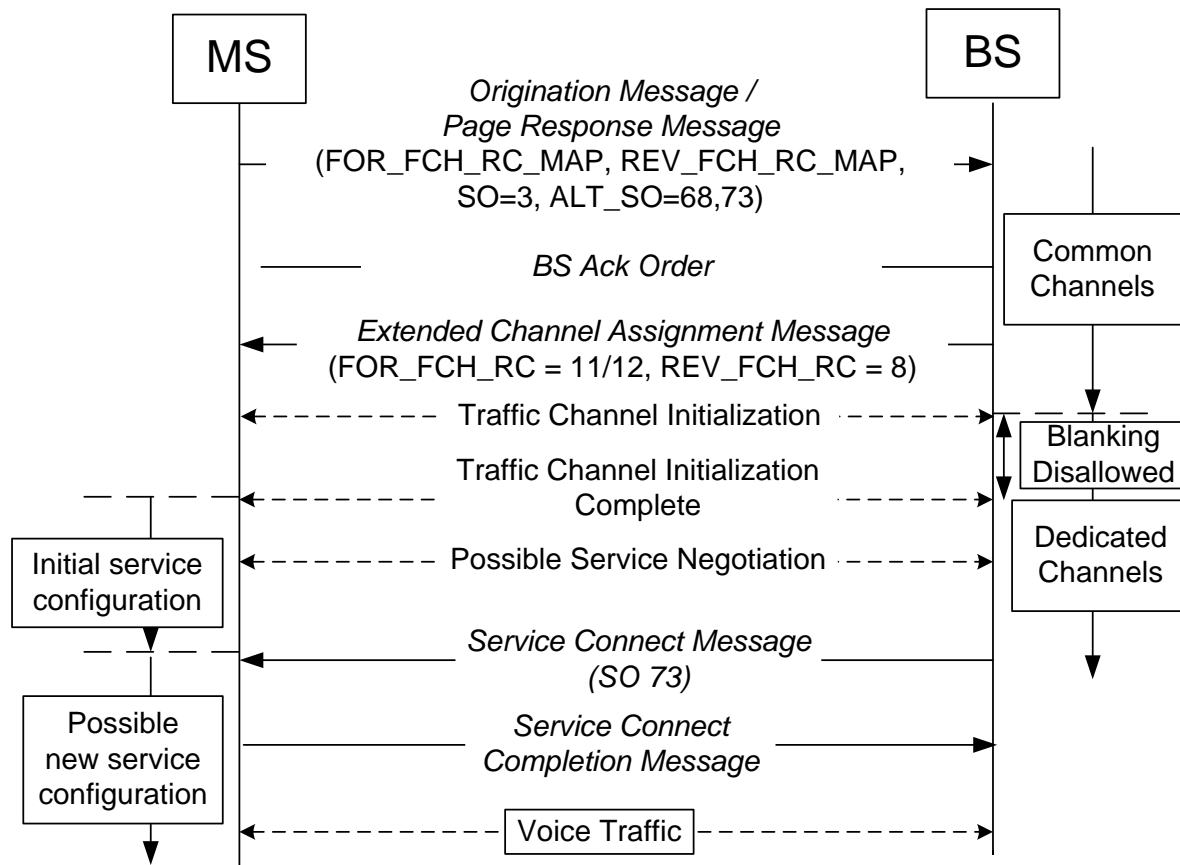 MS
BS
Origination Message /
Page Response Message
(FOR_FCH_RC_MAP, REV_FCH_RC_MAP,
SO=3, ALT_SO=68,73)
Common
Channels
BS Ack Order
Extended Channel Assignment Message
(FOR_FCH_RC = 11/12, REV_FCH_RC = 8)
Traffic Channel Initialization
Blanking
Disallowed
Traffic Channel Initialization
Complete
Dedicated
Channels
Possible Service Negotiation
Initial service
configuration
Service Connect Message
(SO 73)
Possible
new service
configuration
Service Connect
Completion Message
Voice Traffic